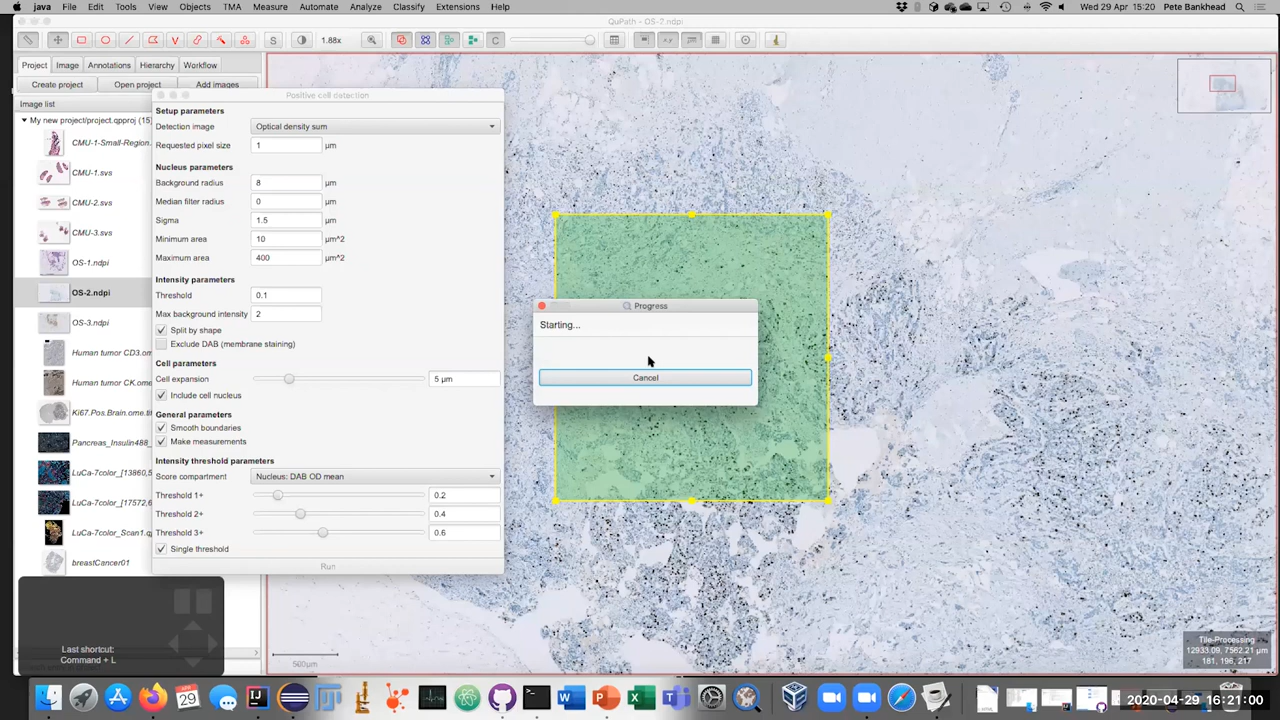 java File Edit Tools View Objects TMA Measure Automate Analyze Classify Extensions Help Wed 29 Apr 15:20 Pete Bankhead
QuPath - OS-2.ndpi
1.88x S C
Project Image Annotations Hierarchy Workflow
Create project Open project Add images
Image list
My new project/project.qpproj (15)
CMU-1-Small-Region.
CMU-1.svs
CMU-2.svs
CMU-3.svs
OS-1.ndpi
OS-2.ndpi
OS-3.ndpi
Human tumor CD3.om
Human tumor CK.ome
Ki67.Pos.Brain.ome.ti
Pancreas_Insulin488_
LuCa-7color_[13860,5
LuCa-7color_[17572,6
LuCa-7color_Scan1.q
breastCancer01
Positive cell detection
Setup parameters
Detection image Optical density sum
Requested pixel size 1 µm
Nucleus parameters
Background radius 8 µm
Median filter radius 0 µm
Sigma 1.5 µm
Minimum area 10 µm^2
Maximum area 400 µm^2
Intensity parameters
Threshold 0.1
Max background intensity 2
Split by shape
Exclude DAB (membrane staining)
Cell parameters
Cell expansion 5 µm
Include cell nucleus
General parameters
Smooth boundaries
Make measurements
Intensity threshold parameters
Score compartment Nucleus: DAB OD mean
Threshold 1+ 0.2
Threshold 2+ 0.4
Threshold 3+ 0.6
Single threshold
Run
Progress
Starting...
Cancel
Last shortcut:
Command + L
500µm
Tile-Processing
12933.09, 7562.21 µm
181, 196, 217
2020-04-29 16:21:00